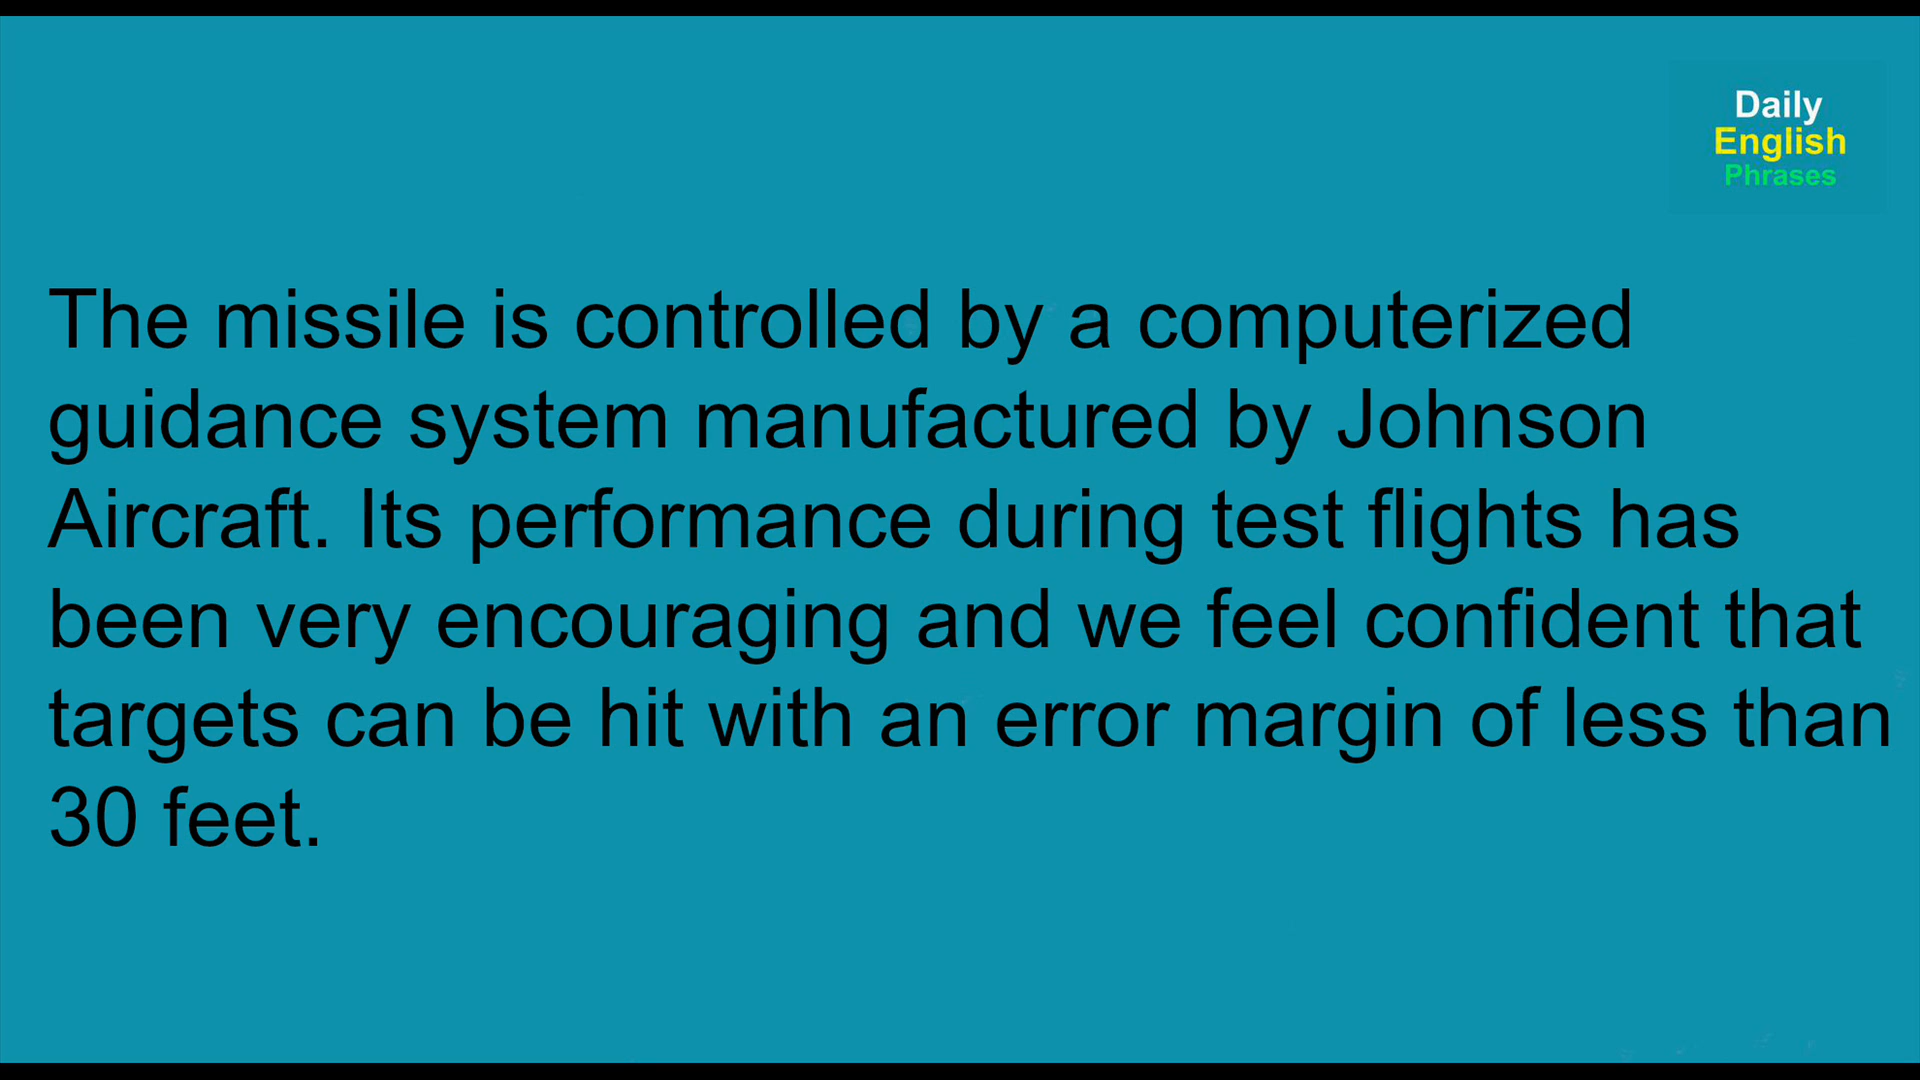 Daily
English
Phrases
The missile is controlled by a computerized
guidance system manufactured by Johnson
Aircraft. Its performance during test flights has
been very encouraging and we feel confident that
targets can be hit with an error margin of less than
30 feet.